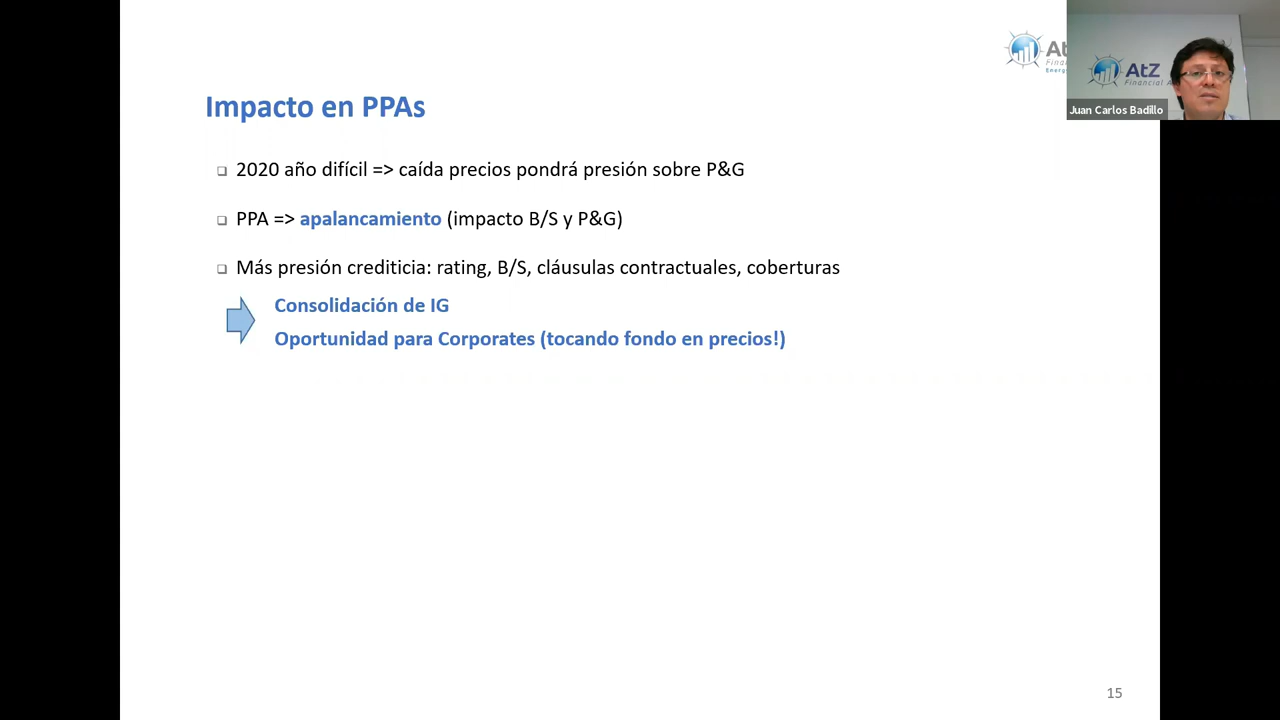 Impacto en PPAs
2020 año difícil => caída precios pondrá presión sobre P&G
PPA => apalancamiento (impacto B/S y P&G)
Más presión crediticia: rating, B/S, cláusulas contractuales, coberturas
Consolidación de IG
Oportunidad para Corporates (tocando fondo en precios!)
AtZ
Financial
Juan Carlos Badillo
15